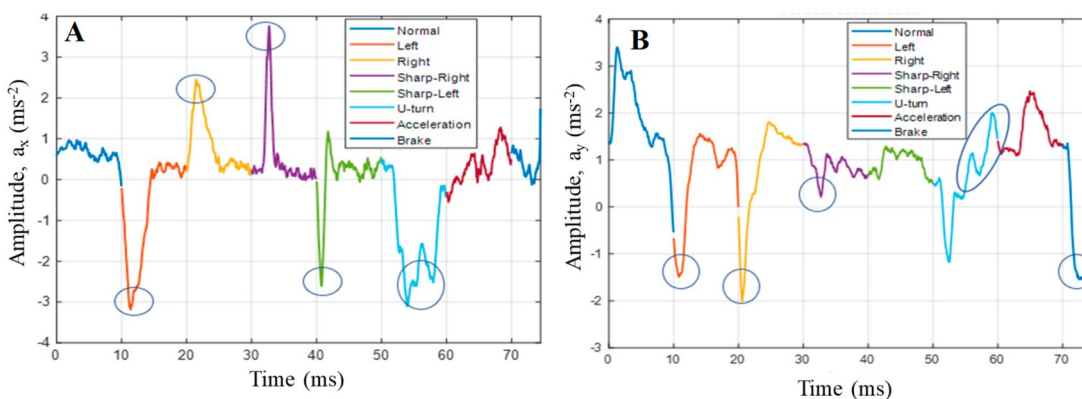 A
Amplitude, aₓ (ms⁻²)
4
3
2
1
0
-1
-2
-3
-4
0 10 20 30 40 50 60 70
Time (ms)
Normal
Left
Right
Sharp-Right
Sharp-Left
U-turn
Acceleration
Brake
B
Amplitude, aᵧ (ms⁻²)
4
3
2
1
0
-1
-2
-3
0 10 20 30 40 50 60 70
Time (ms)
Normal
Left
Right
Sharp-Right
Sharp-Left
U-turn
Acceleration
Brake